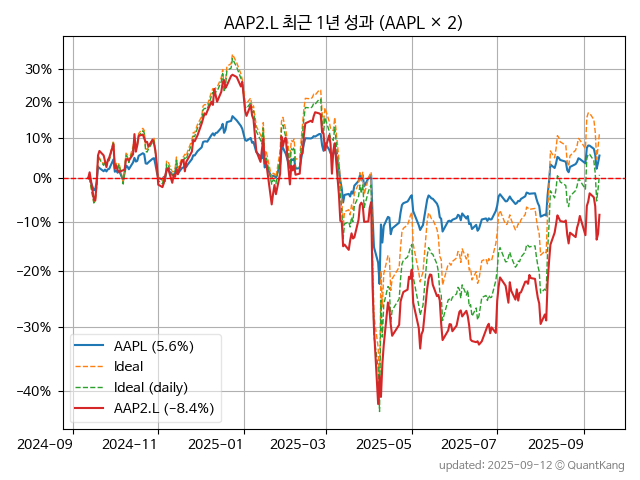 AAP2.L 최근 1년 성과 (AAPL × 2)
30%
20%
10%
0%
−10%
−20%
−30%
−40%
AAPL (5.6%)
Ideal
Ideal (daily)
AAP2.L (−8.4%)
2024-09
2024-11
2025-01
2025-03
2025-05
2025-07
2025-09
updated: 2025-09-12 © QuantKang